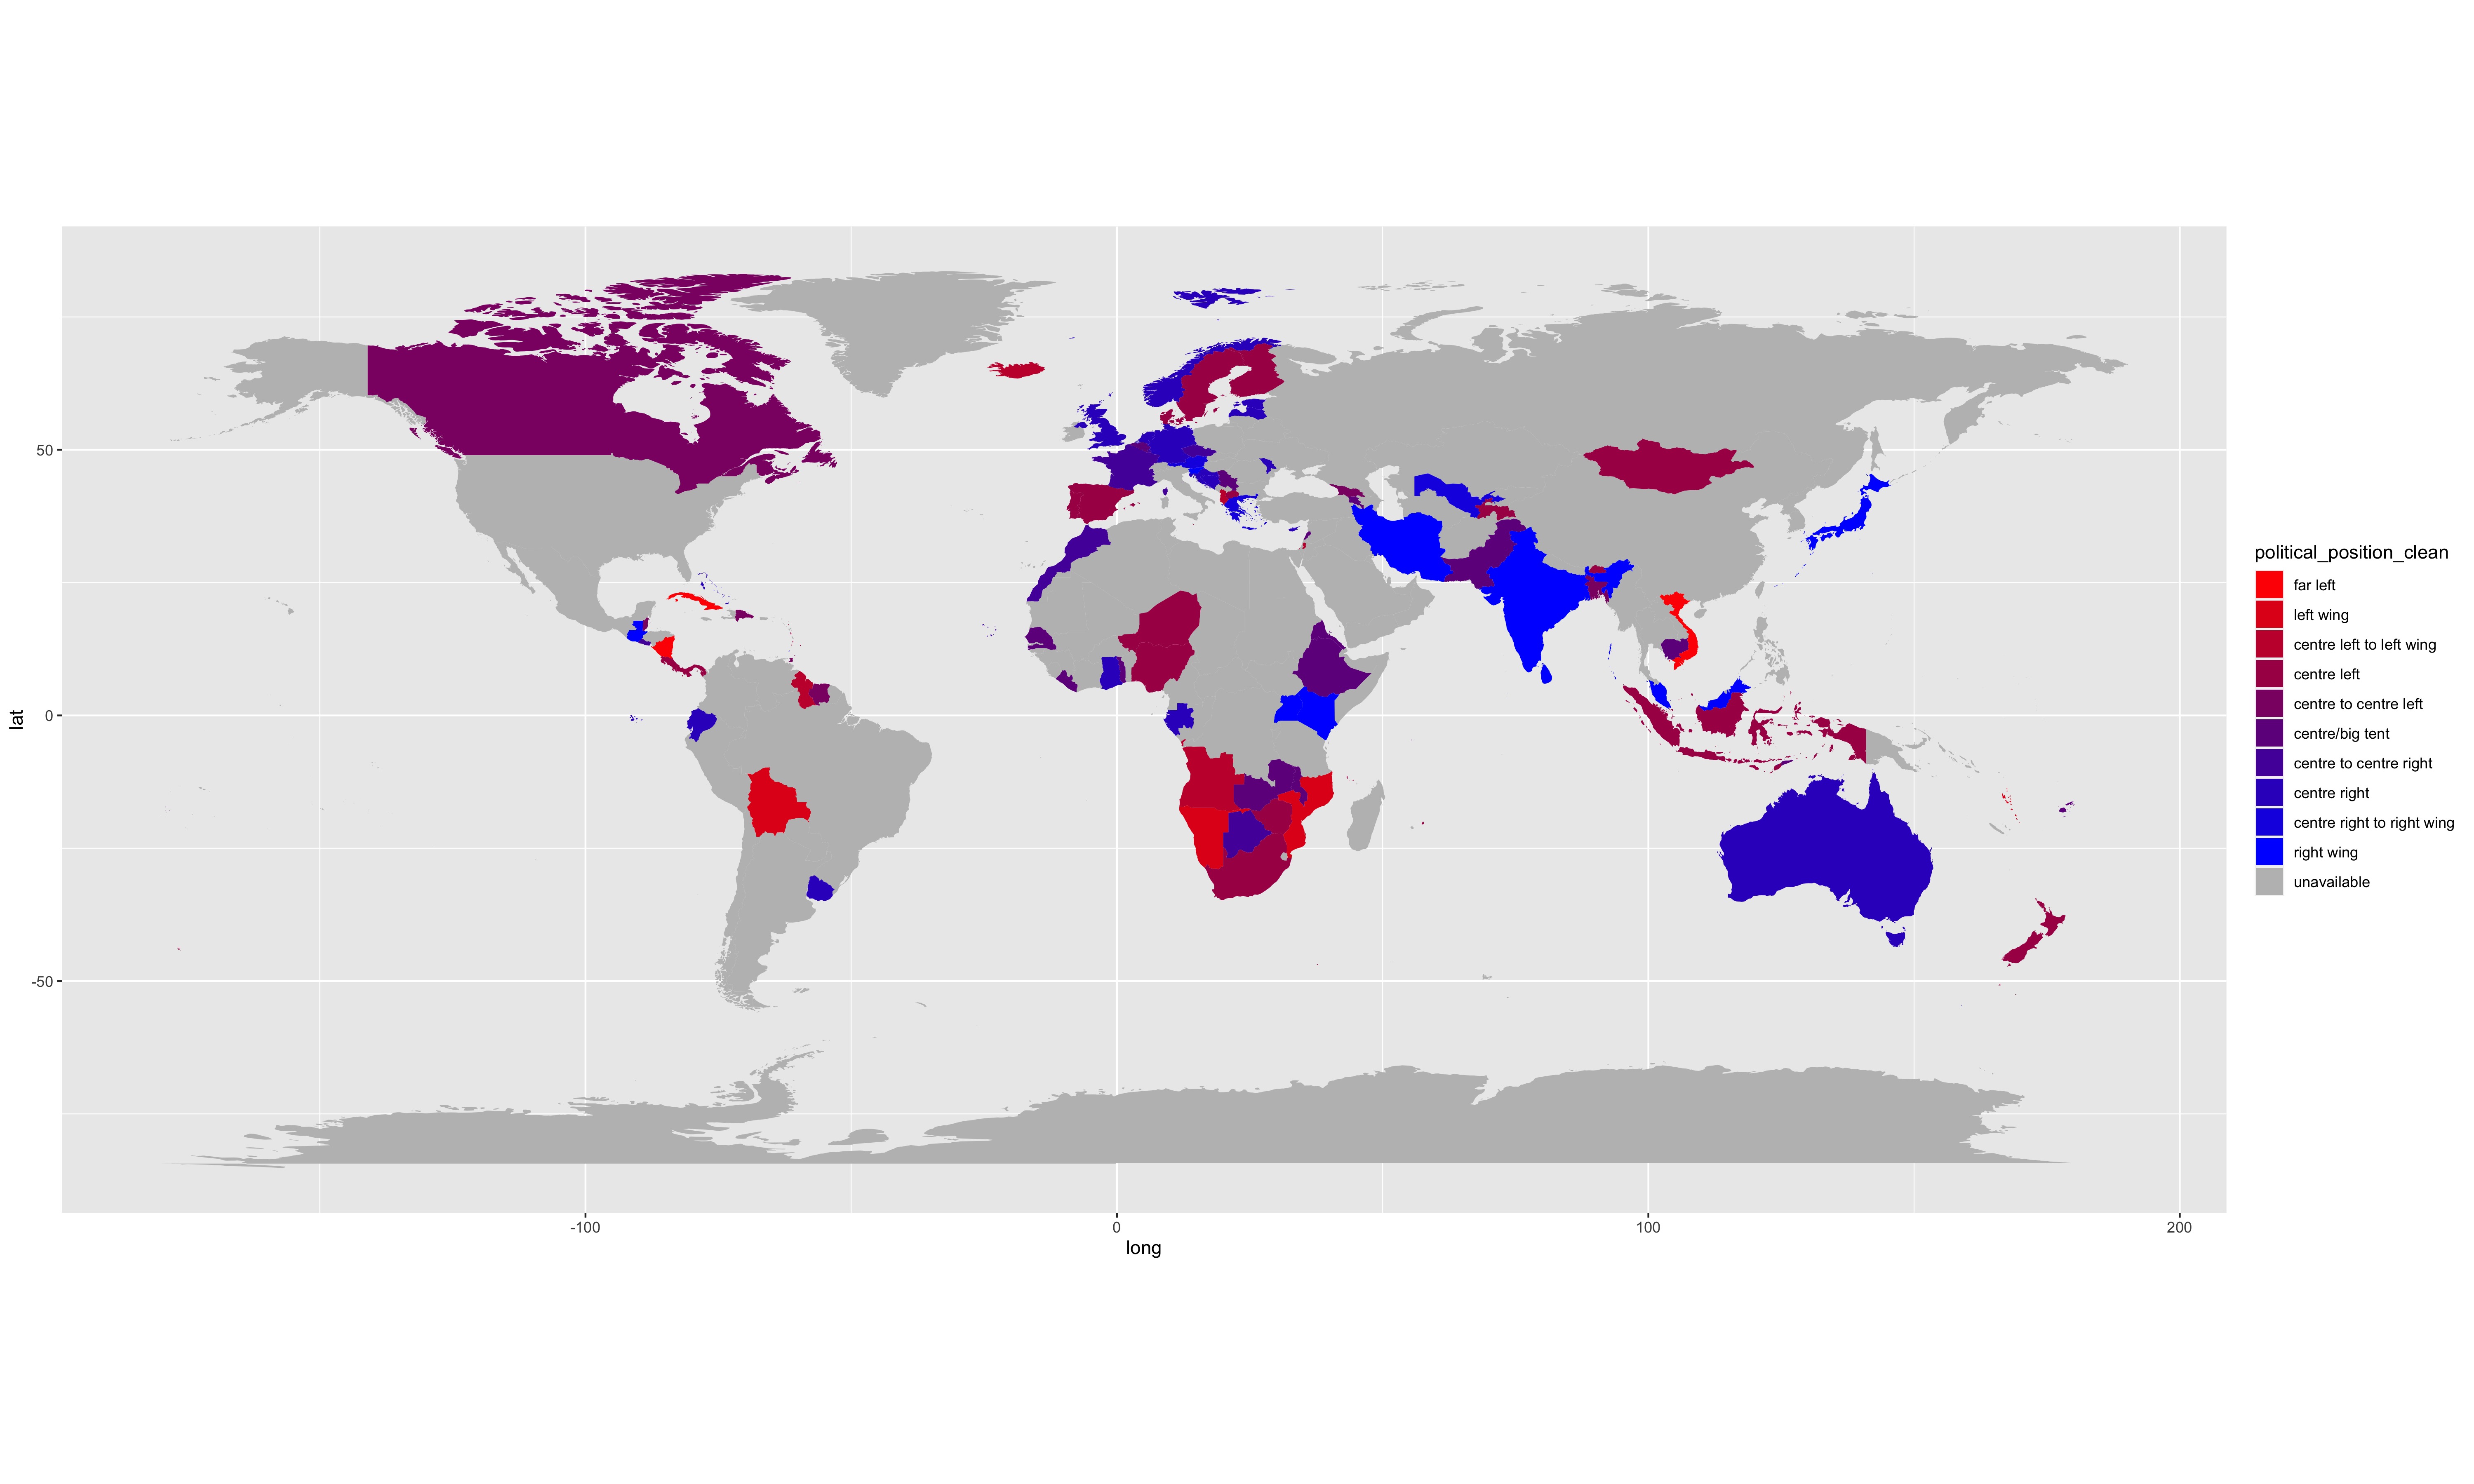 50
0
-50
lat
-100
0
100
200
long
political_position_clean
far left
left wing
centre left to left wing
centre left
centre to centre left
centre/big tent
centre to centre right
centre right
centre right to right wing
right wing
unavailable